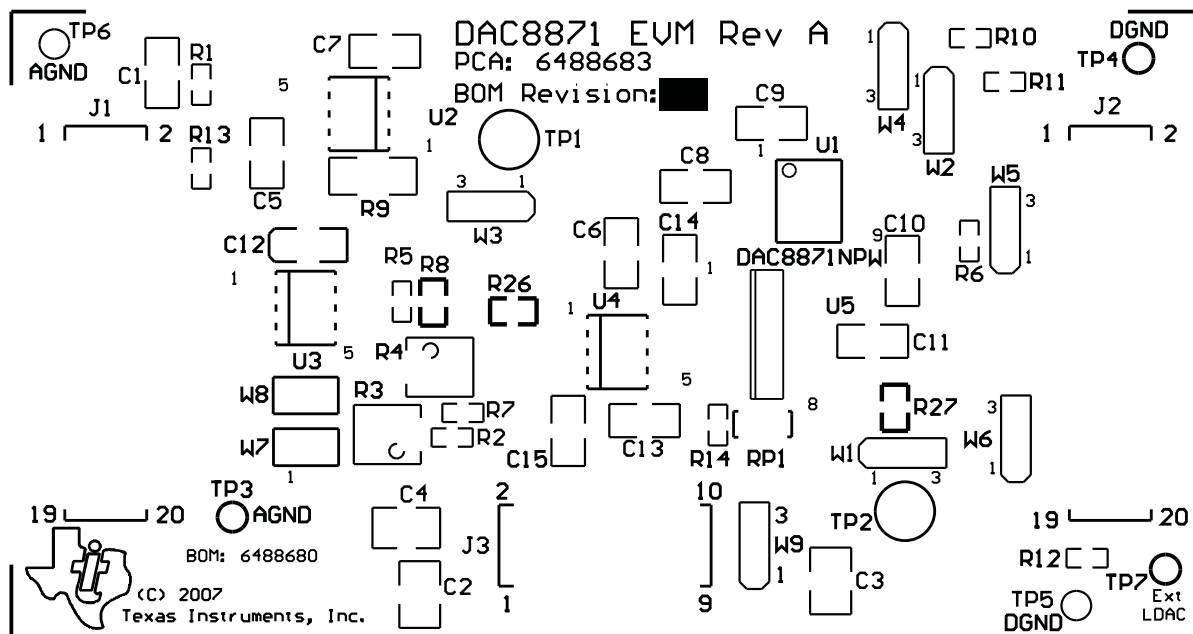 TP6
AGND
C1
R1
5
C7
DAC8871 EVM Rev A
PCA: 6488683
BOM Revision:
1
3
W4
R10
DGND
TP4
1
3
W2
R11
J1
1 2
R13
C5
U2
1
TP1
R9
C9
1
U1
C8
J2
1 2
W5
3
1
3 1
W3
C12
C6
C14
1
DAC8871NPW
9
C10
R6
1
R5
R8
R26
1
U4
U5
C11
U3
5
R4
5
W8
R3
R7
R2
8
R27
3
W6
1
W7
1
C15
C13
R14
RP1
W1
1 3
TP3
AGND
19 20
C4
2 10
J3
1 9
3
W9
1
TP2
19 20
BOM: 6488680
C2
C3
R12
TP7
Ext
LDAC
TP5
DGND
(C) 2007
Texas Instruments, Inc.